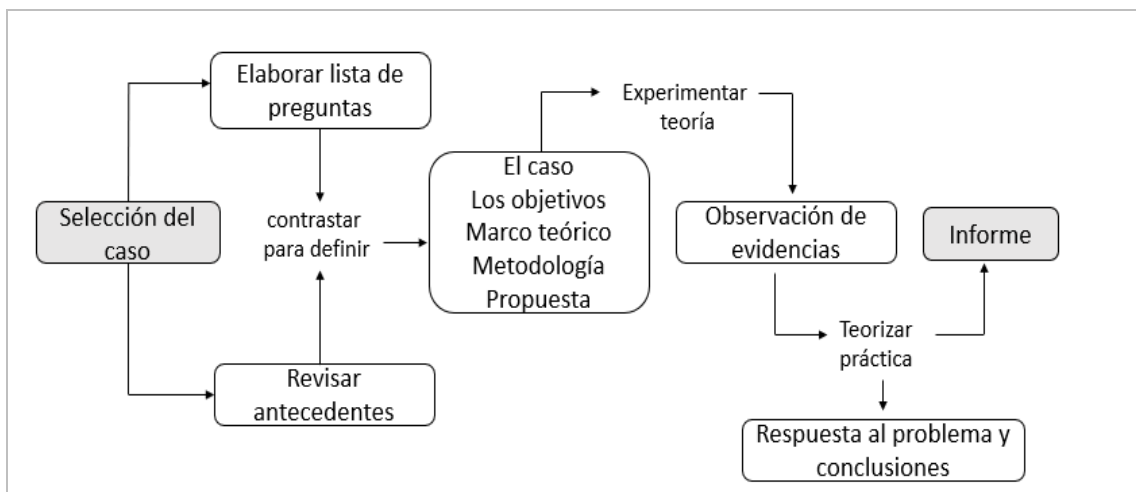 Elaborar lista de
preguntas
Selección del
caso
contrastar
para definir
Revisar
antecedentes
El caso
Los objetivos
Marco teórico
Metodología
Propuesta
Experimentar
teoría
Observación de
evidencias
Informe
Teorizar
práctica
Respuesta al problema y
conclusiones